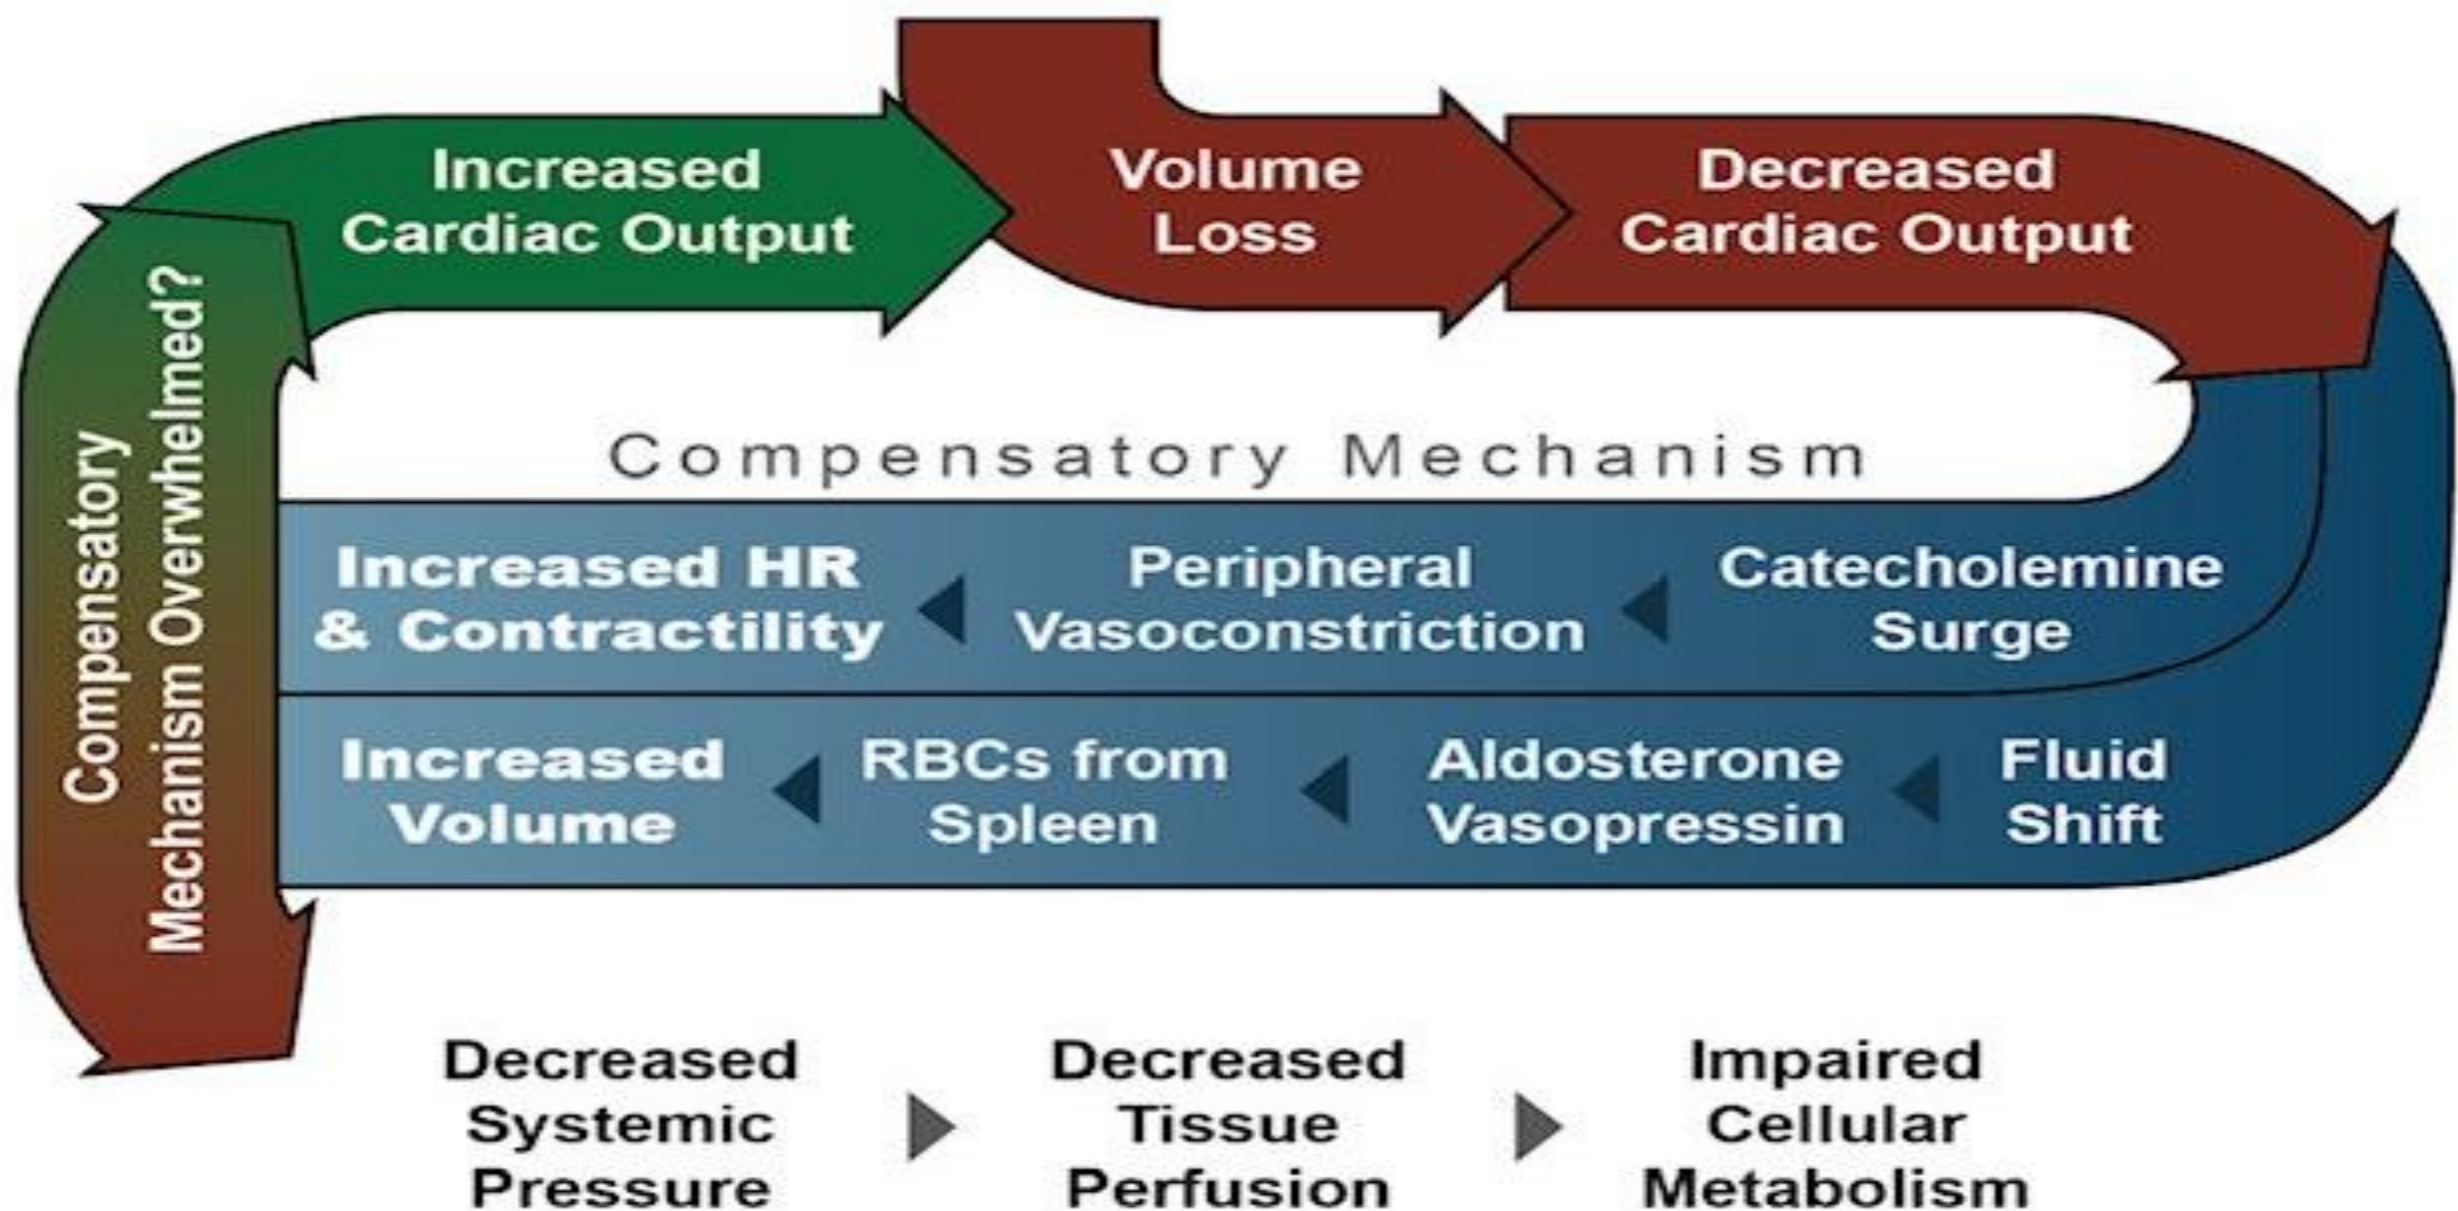 Increased
Cardiac Output
Volume
Loss
Decreased
Cardiac Output
Compensatory
Mechanism Overwhelmed?
Compensatory Mechanism
Increased HR
& Contractility
Peripheral
Vasoconstriction
Catecholemine
Surge
Increased
Volume
RBCs from
Spleen
Aldosterone
Vasopressin
Fluid
Shift
Decreased
Systemic
Pressure
Decreased
Tissue
Perfusion
Impaired
Cellular
Metabolism